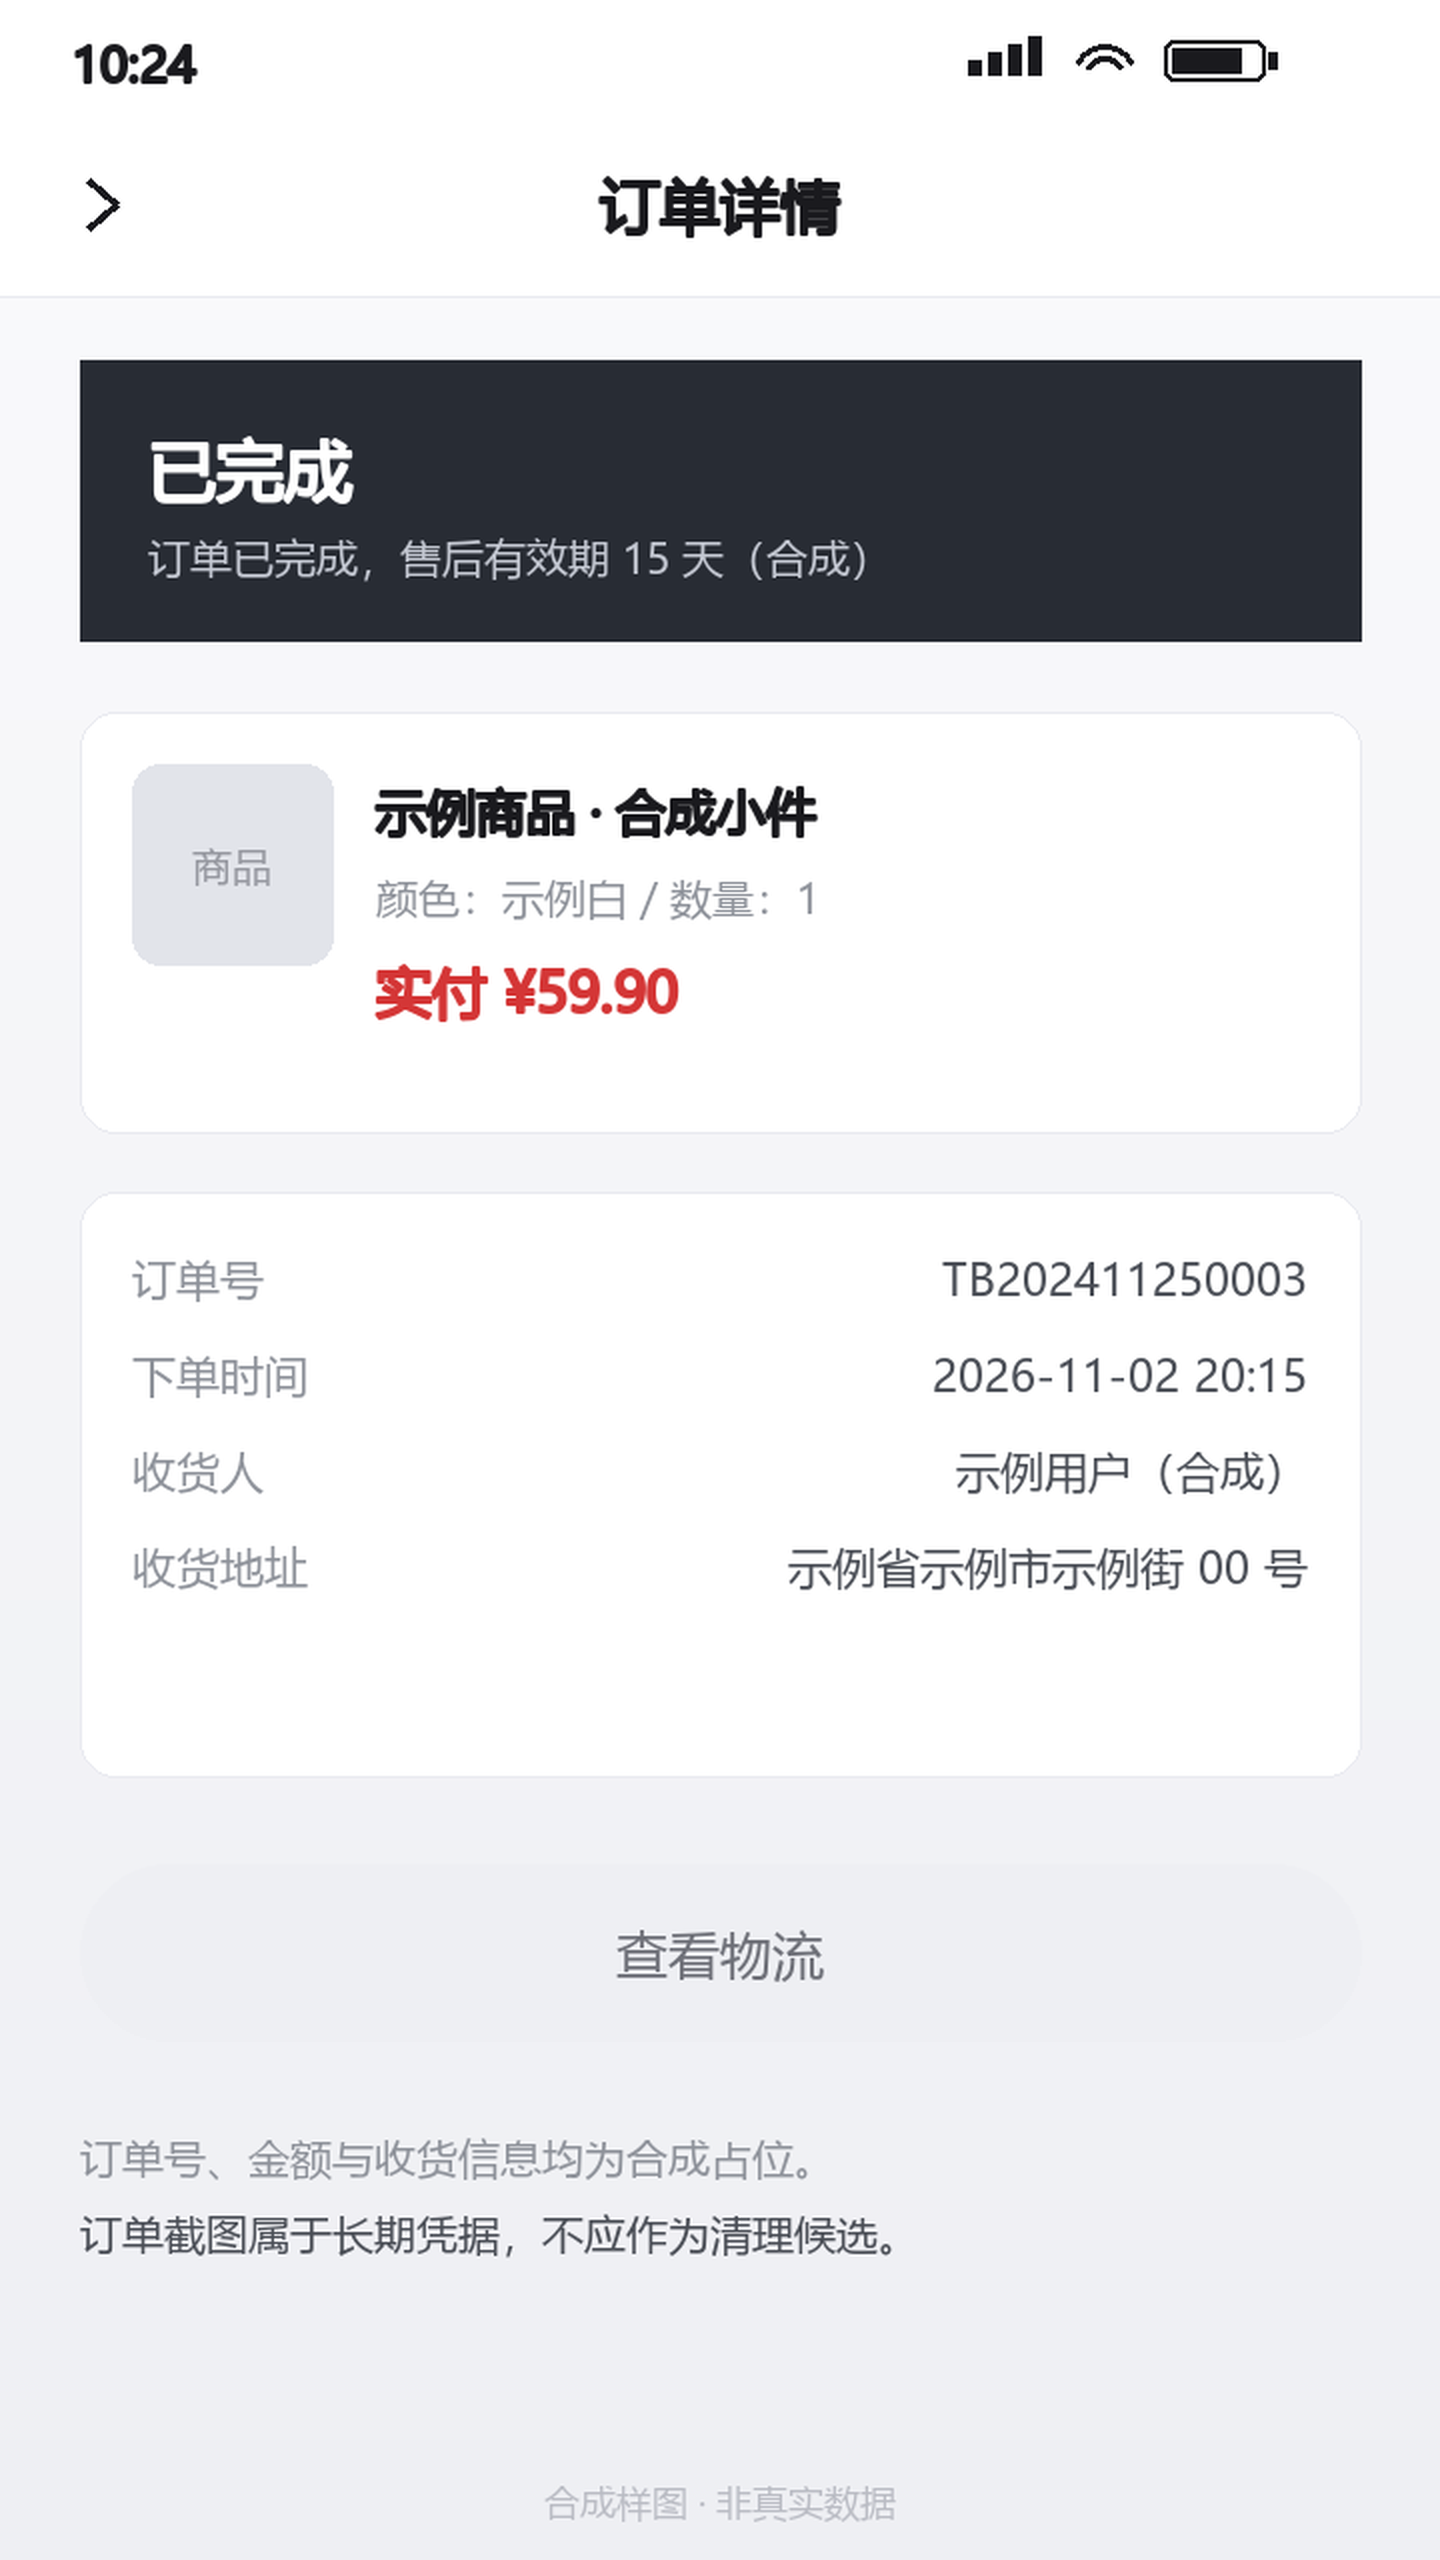 10:24
订单详情
已完成
订单已完成，售后有效期 15 天（合成）
商品
示例商品 · 合成小件
颜色：示例白 / 数量：1
实付 ¥59.90
订单号 TB202411250003
下单时间 2026-11-02 20:15
收货人 示例用户（合成）
收货地址 示例省示例市示例街 00 号
查看物流
订单号、金额与收货信息均为合成占位。
订单截图属于长期凭据，不应作为清理候选。
合成样图 · 非真实数据